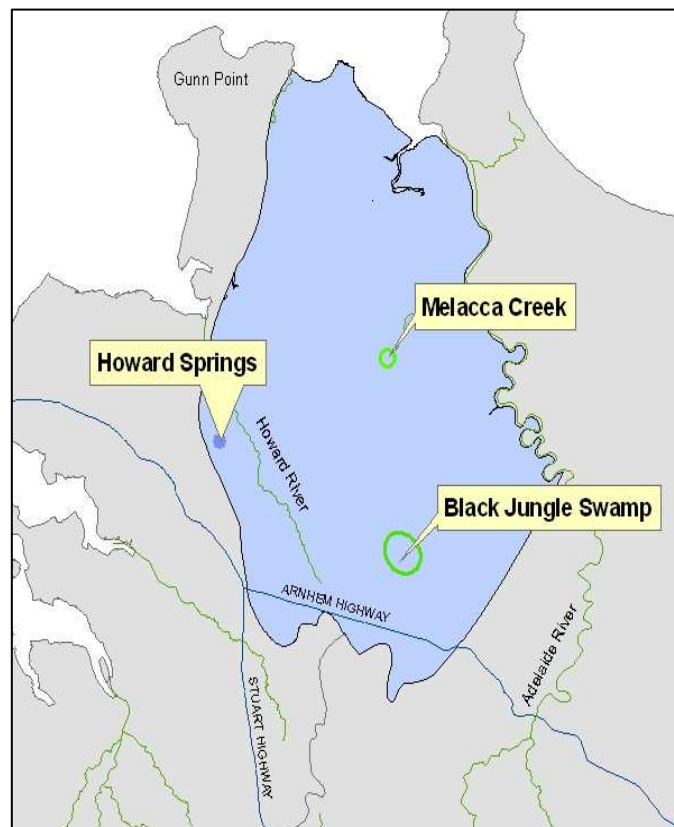 Gunn Point
Melacca Creek
Howard Springs
Howard River
Black Jungle Swamp
ARNHEM HIGHWAY
Adelaide River
STUART HIGHWAY